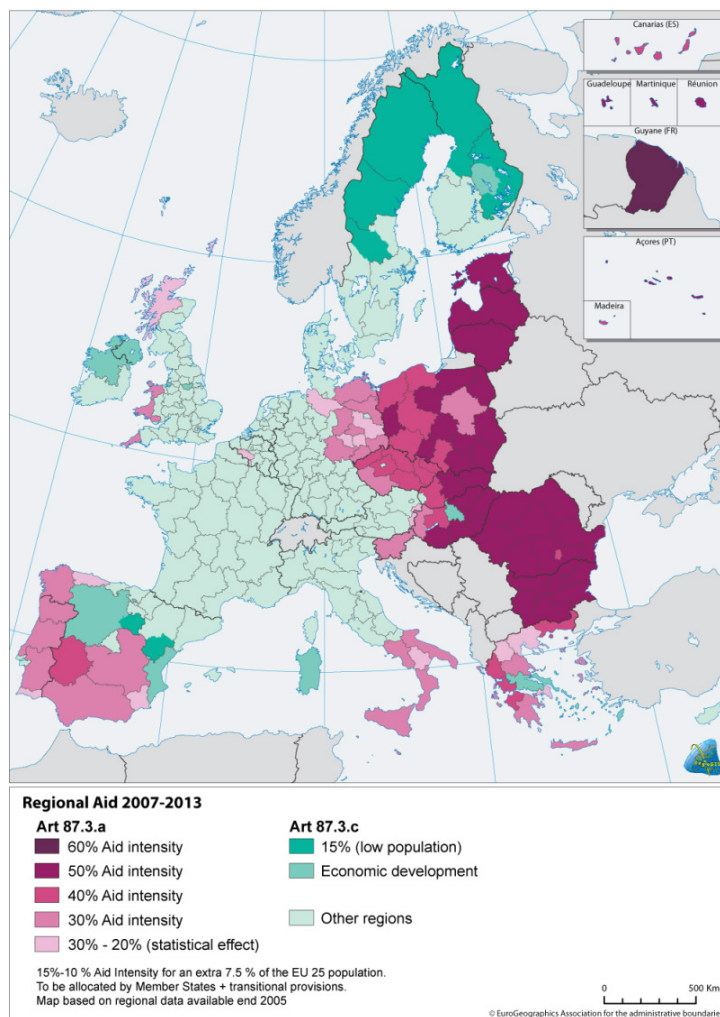 Canarias (ES)
Guadeloupe
Martinique
Réunion
Guyane (FR)
Açores (PT)
Madeira
Regional Aid 2007-2013
Art 87.3.a
60% Aid intensity
50% Aid intensity
40% Aid intensity
30% Aid intensity
30% - 20% (statistical effect)
Art 87.3.c
15% (low population)
Economic development
Other regions
15%-10 % Aid Intensity for an extra 7.5 % of the EU 25 population.
To be allocated by Member States + transitional provisions.
Map based on regional data available end 2005
0 500 Km
© EuroGeographics Association for the administrative boundarie